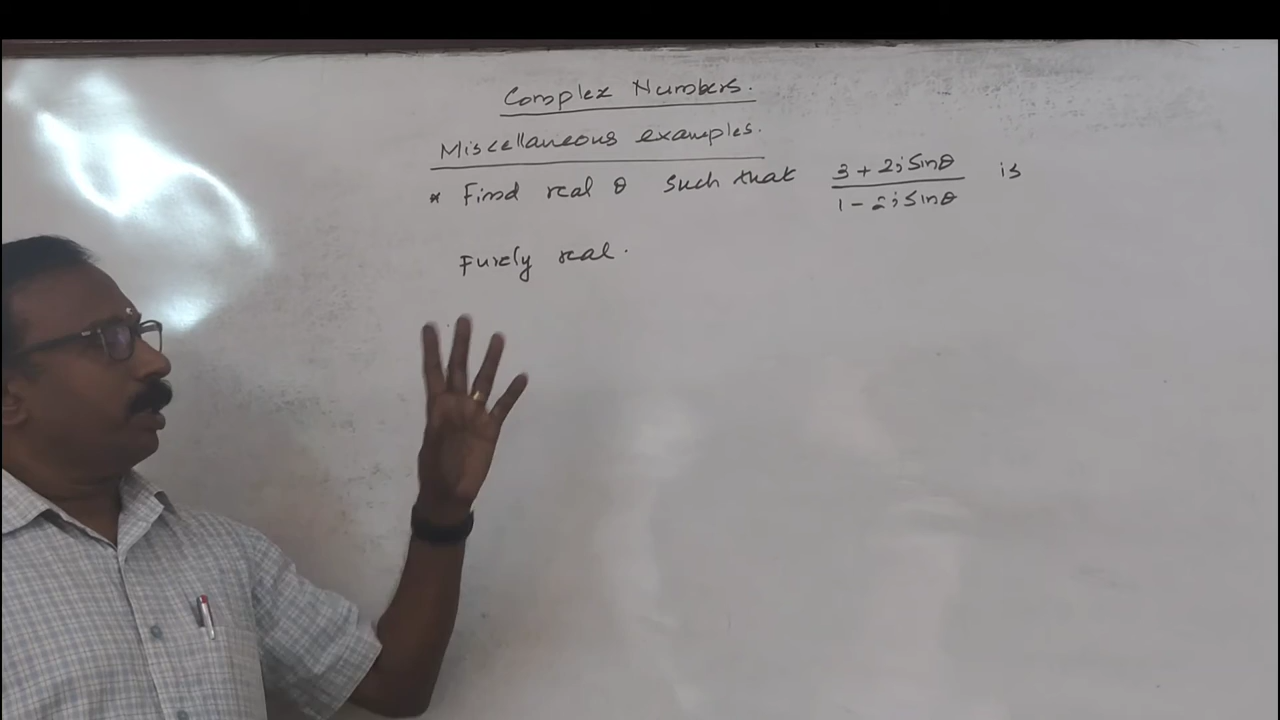 Complex Numbers.
Miscellaneous examples.
* Find real θ such that (3 + 2i Sinθ)/(1 - 2i Sinθ) is
Purely real.